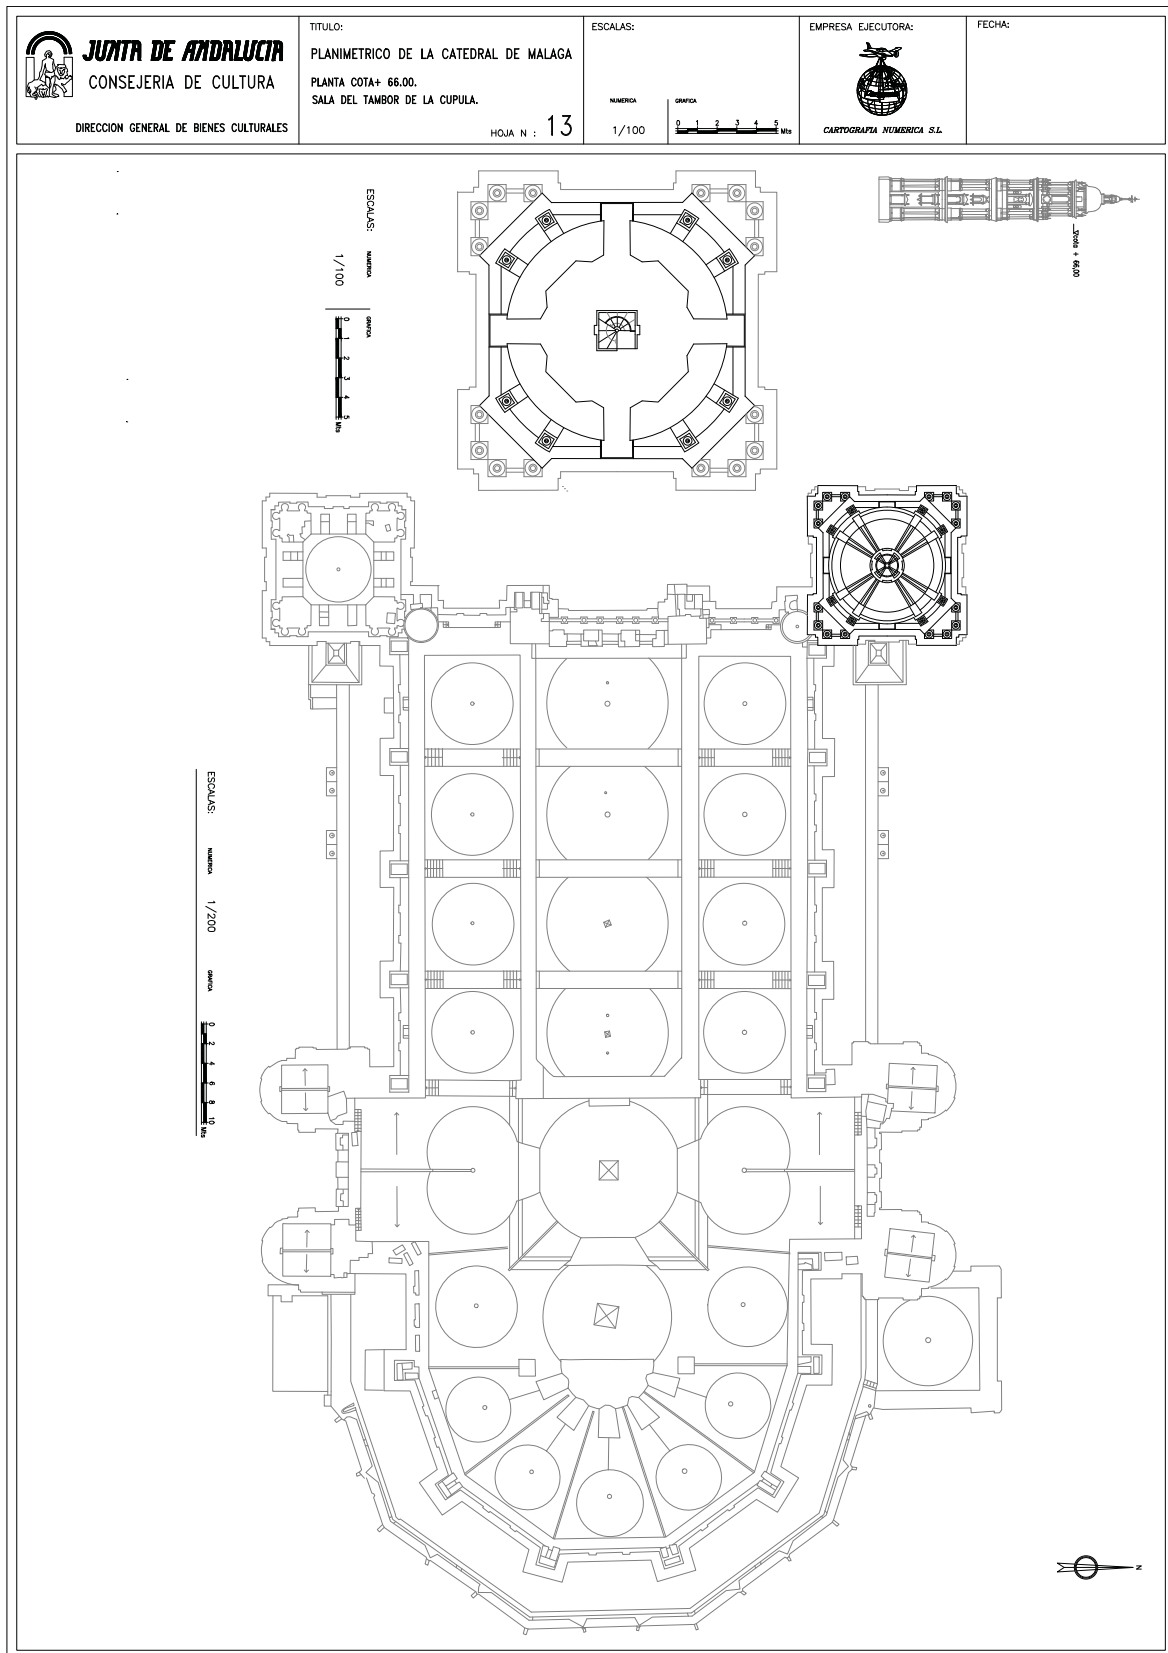 JUNTA DE ANDALUCIA
CONSEJERIA DE CULTURA
DIRECCION GENERAL DE BIENES CULTURALES
TITULO:
PLANIMETRICO DE LA CATEDRAL DE MALAGA
PLANTA COTA+ 66.00.
SALA DEL TAMBOR DE LA CUPULA.
HOJA N : 13
ESCALAS:
NUMERICA
1/100
GRAFICA
0 1 2 3 4 5 Mts
EMPRESA EJECUTORA:
CARTOGRAFIA NUMERICA S.L.
FECHA:
ESCALAS:
NUMERICA
1/100
GRAFICA
0 1 2 3 4 5 Mts
cota + 66,00
ESCALAS:
NUMERICA
1/200
GRAFICA
0 2 4 6 8 10 Mts
N